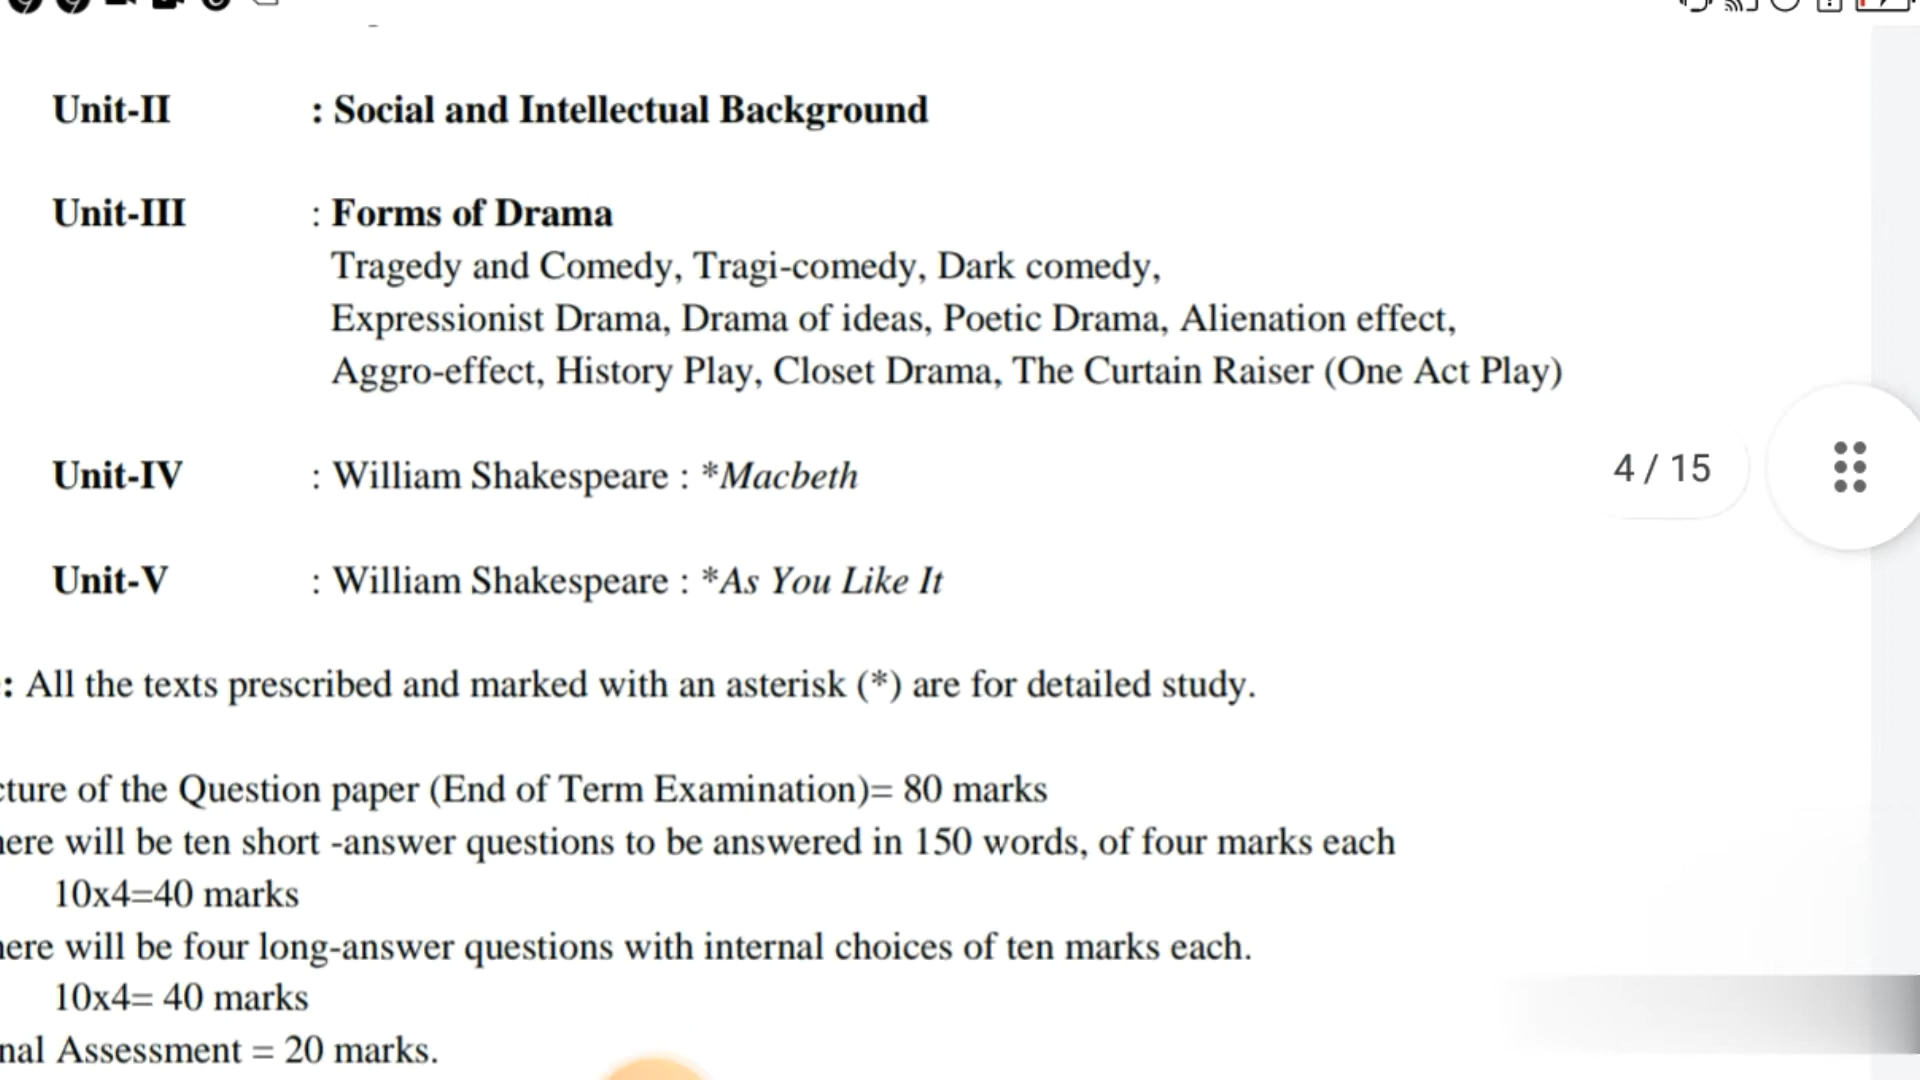 Unit-II : Social and Intellectual Background
Unit-III : Forms of Drama
Tragedy and Comedy, Tragi-comedy, Dark comedy,
Expressionist Drama, Drama of ideas, Poetic Drama, Alienation effect,
Aggro-effect, History Play, Closet Drama, The Curtain Raiser (One Act Play)
Unit-IV : William Shakespeare : *Macbeth
4 / 15
Unit-V : William Shakespeare : *As You Like It
: All the texts prescribed and marked with an asterisk (*) are for detailed study.
of the Question paper (End of Term Examination)= 80 marks
will be ten short -answer questions to be answered in 150 words, of four marks each
10x4=40 marks
will be four long-answer questions with internal choices of ten marks each.
10x4= 40 marks
Assessment = 20 marks.